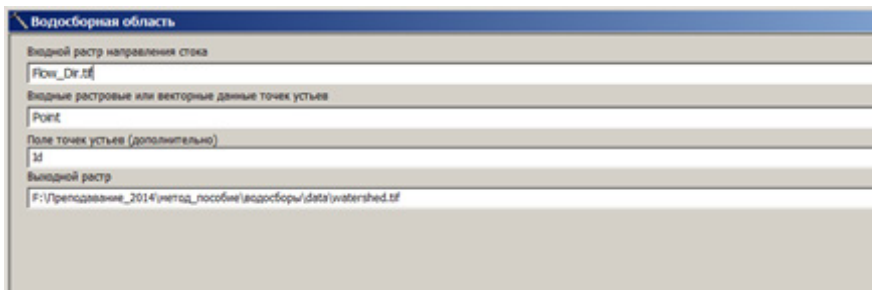 Водосборная область
Входной растр направления стока
Flow_Dir.tif
Входные растровые или векторные данные точек устьев
Point
Поле точек устьев (дополнительно)
Id
Выходной растр
F:\Преподавание_2014\метод_пособие\водосборы\data\watershed.tif